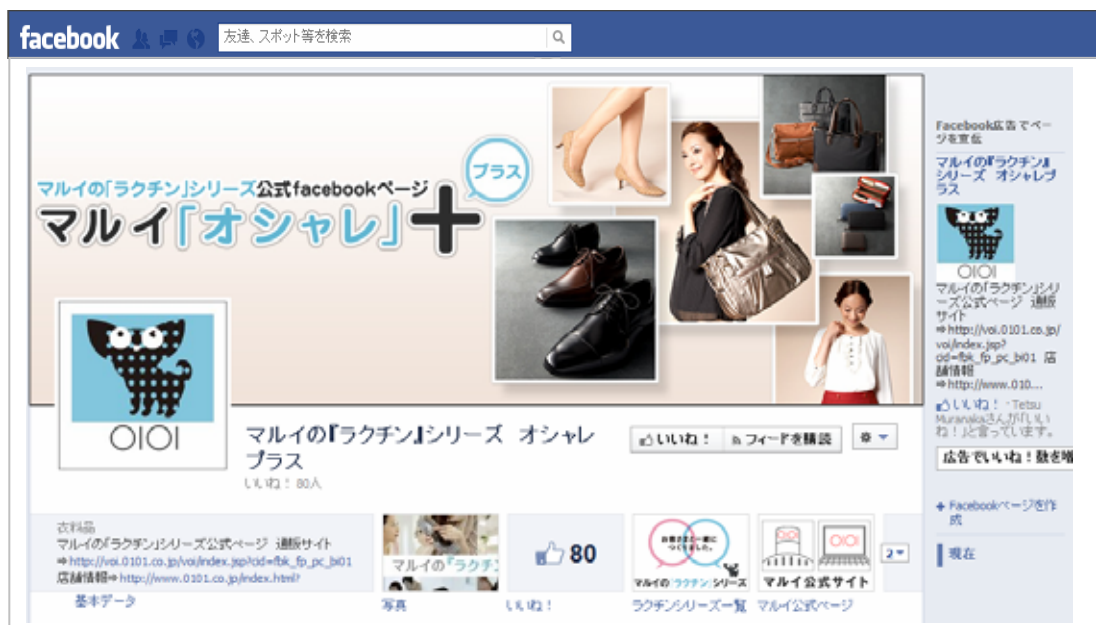 facebook
友達、スポット等を検索
マルイの「ラクチン」シリーズ公式facebookページ
プラス
マルイ「オシャレ」+
OIOI
マルイの『ラクチン』シリーズ オシャレ
プラス
いいね! 80人
いいね!
フィードを購読
衣料品
マルイの「ラクチン」シリーズ公式ページ 通販サイト
⇒http://voi.0101.co.jp/voi/index.jsp?cid=fbk_fp_pc_bi01
店舗情報⇒http://www.0101.co.jp/index.html?
基本データ
マルイの『ラクチン
写真
80
いいね!
お客さまと一緒に
つくりました。
マルイの『ラクチン』シリーズ
ラクチンシリーズ一覧
OIOI
マルイ公式サイト
マルイ公式ページ
2
Facebook広告でペー
ジを宣伝
マルイの『ラクチン』
シリーズ オシャレプ
ラス
OIOI
マルイの「ラクチン」シリ
ーズ公式ページ 通販
サイト
⇒http://voi.0101.co.jp/
voi/index.jsp?
cid=fbk_fp_pc_bi01 店
舗情報
⇒http://www.010...
いいね!・Tetsu
Muranakaさんが「いい
ね!」と言っています。
広告でいいね!数を増
Facebookページを作
成
現在